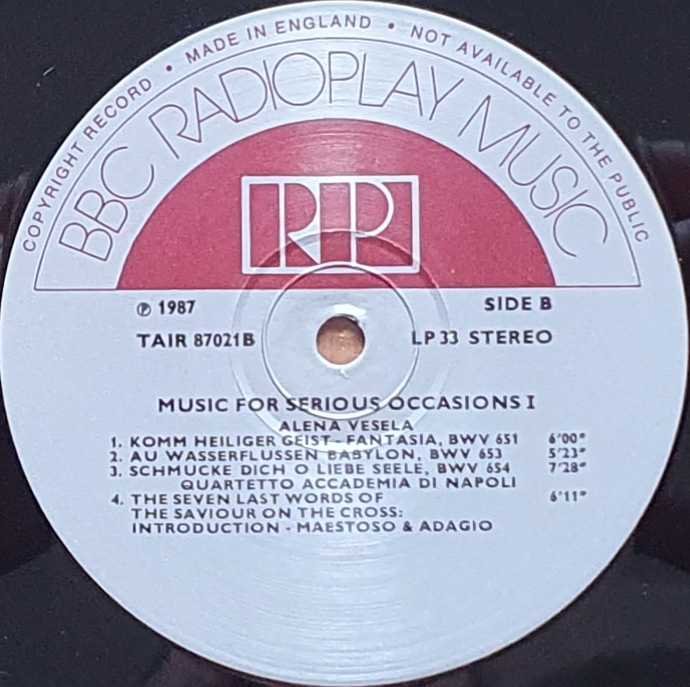 COPYRIGHT RECORD • MADE IN ENGLAND • NOT AVAILABLE TO THE PUBLIC
BBC RADIOPLAY MUSIC
RP
℗ 1987 SIDE B
TAIR 87021B LP 33 STEREO
MUSIC FOR SERIOUS OCCASIONS I
ALENA VESELA
1. KOMM HEILIGER GEIST - FANTASIA, BWV 651 6'00"
2. AU WASSERFLUSSEN BABYLON, BWV 653 5'23"
3. SCHMUCKE DICH O LIEBE SEELE, BWV 654 7'28"
QUARTETTO ACCADEMIA DI NAPOLI
4. THE SEVEN LAST WORDS OF 6'11"
THE SAVIOUR ON THE CROSS:
INTRODUCTION - MAESTOSO & ADAGIO